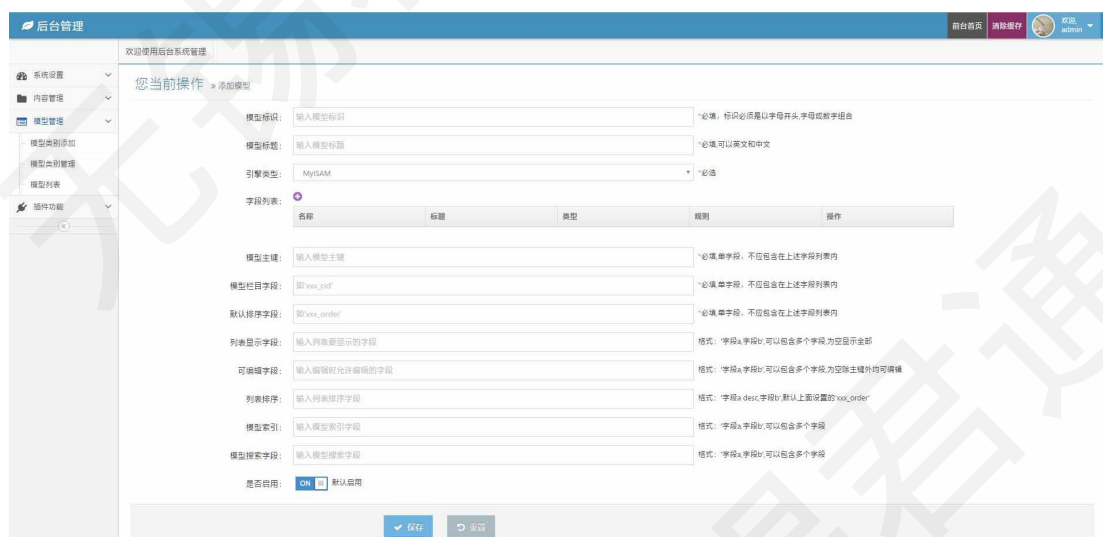 后台管理
前台首页 清除缓存 欢迎, admin
欢迎使用后台系统管理
系统设置
内容管理
模型管理
模型类别添加
模型类别管理
模型列表
插件功能
您当前操作 » 添加模型
模型标识: 输入模型标识 *必填，标识必须是以字母开头,字母或数字组合
模型标题: 输入模型标题 *必填,可以英文和中文
引擎类型: MyISAM *必选
字段列表:
名称 标题 类型 规则 操作
模型主键: 输入模型主键 *必填,单字段，不应包含在上述字段列表内
模型栏目字段: 如'xxx_cid' *必填,单字段，不应包含在上述字段列表内
默认排序字段: 如'xxx_order' *必填,单字段，不应包含在上述字段列表内
列表显示字段: 输入列表要显示的字段 格式：'字段a,字段b',可以包含多个字段,为空显示全部
可编辑字段: 输入编辑时允许编辑的字段 格式：'字段a,字段b',可以包含多个字段,为空除主键外均可编辑
列表排序: 输入列表排序字段 格式：'字段a desc,字段b',默认上面设置的'xxx_order'
模型索引: 输入模型索引字段 格式：'字段a,字段b',可以包含多个字段
模型搜索字段: 输入模型搜索字段 格式：'字段a,字段b',可以包含多个字段
是否启用: ON 默认启用
保存 重置